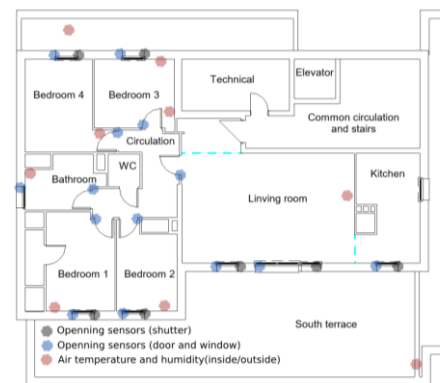 Technical
Elevator
Bedroom 4
Bedroom 3
Common circulation
and stairs
Circulation
WC
Bathroom
Kitchen
Linving room
Bedroom 1
Bedroom 2
South terrace
Openning sensors (shutter)
Openning sensors (door and window)
Air temperature and humidity(inside/outside)